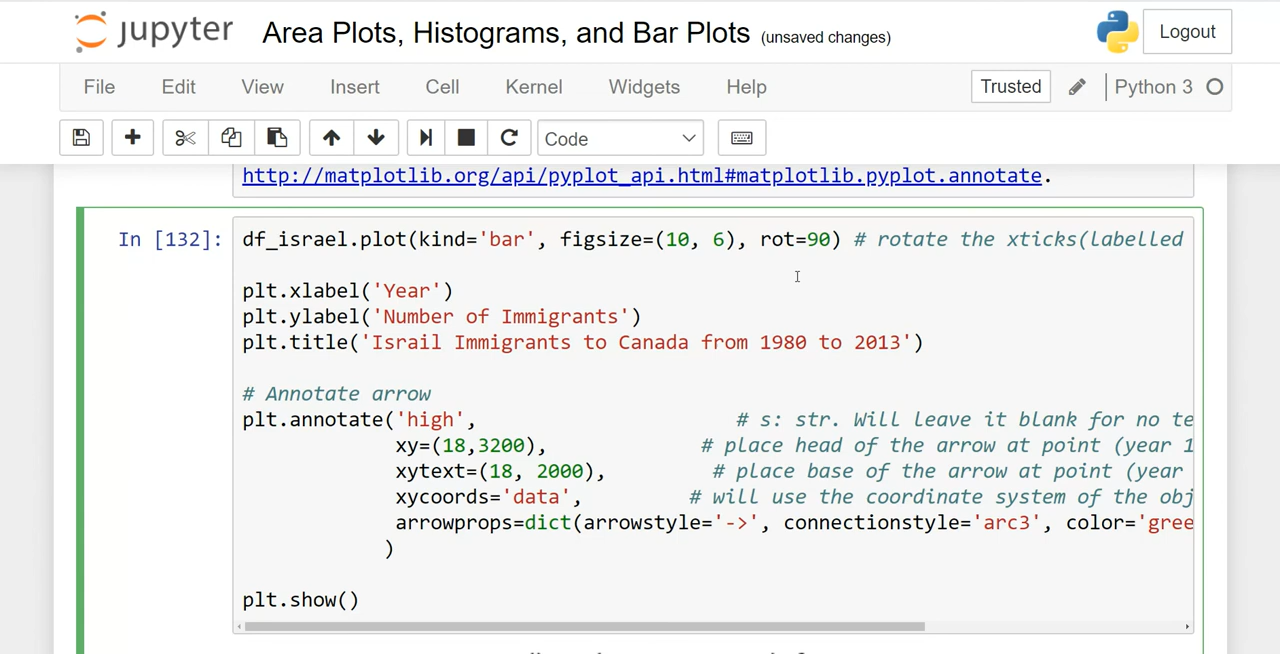 jupyter Area Plots, Histograms, and Bar Plots (unsaved changes) Logout
File Edit View Insert Cell Kernel Widgets Help Trusted Python 3
Code
http://matplotlib.org/api/pyplot_api.html#matplotlib.pyplot.annotate.
In [132]: df_israel.plot(kind='bar', figsize=(10, 6), rot=90) # rotate the xticks(labelled
plt.xlabel('Year')
plt.ylabel('Number of Immigrants')
plt.title('Israil Immigrants to Canada from 1980 to 2013')
# Annotate arrow
plt.annotate('high', # s: str. Will leave it blank for no te
xy=(18,3200), # place head of the arrow at point (year 1
xytext=(18, 2000), # place base of the arrow at point (year
xycoords='data', # will use the coordinate system of the obj
arrowprops=dict(arrowstyle='->', connectionstyle='arc3', color='gree
)
plt.show()